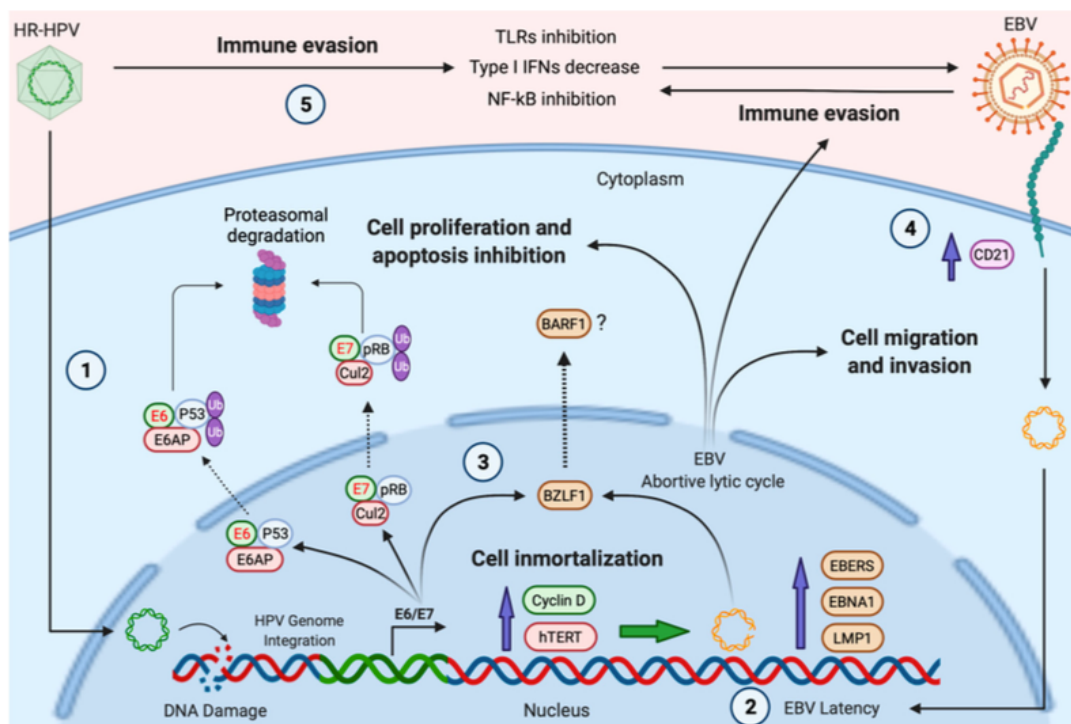 HR-HPV
EBV
Immune evasion
TLRs inhibition
Type I IFNs decrease
NF-kB inhibition
5
Immune evasion
Cytoplasm
Proteasomal
degradation
Cell proliferation and
apoptosis inhibition
4
CD21
BARF1 ?
E7 pRB Ub
Cul2 Ub
Cell migration
and invasion
1
E6 P53 Ub
E6AP Ub
3
EBV
Abortive lytic cycle
E7 pRB
Cul2
BZLF1
E6 P53
E6AP
Cell inmortalization
EBERS
Cyclin D
EBNA1
E6/E7
HPV Genome
Integration
hTERT
LMP1
DNA Damage
Nucleus
2
EBV Latency